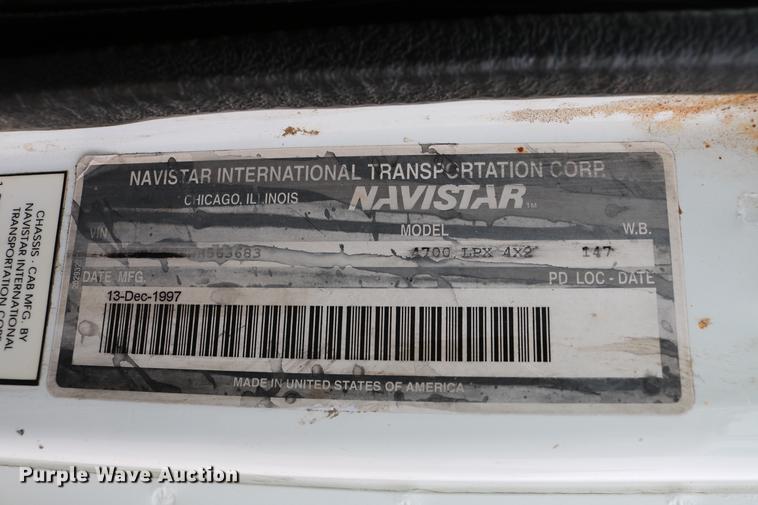 CHASSIS - CAB MFG. BY
NAVISTAR INTERNATIONAL
TRANSPORTATION CORP.
NAVISTAR INTERNATIONAL TRANSPORTATION CORP.
CHICAGO, ILLINOIS NAVISTAR TM
VIN MODEL W.B.
563683 4700 LPX 4X2 147
DATE MFG. PD LOC - DATE
13-Dec-1997
MADE IN UNITED STATES OF AMERICA
Purple Wave Auction